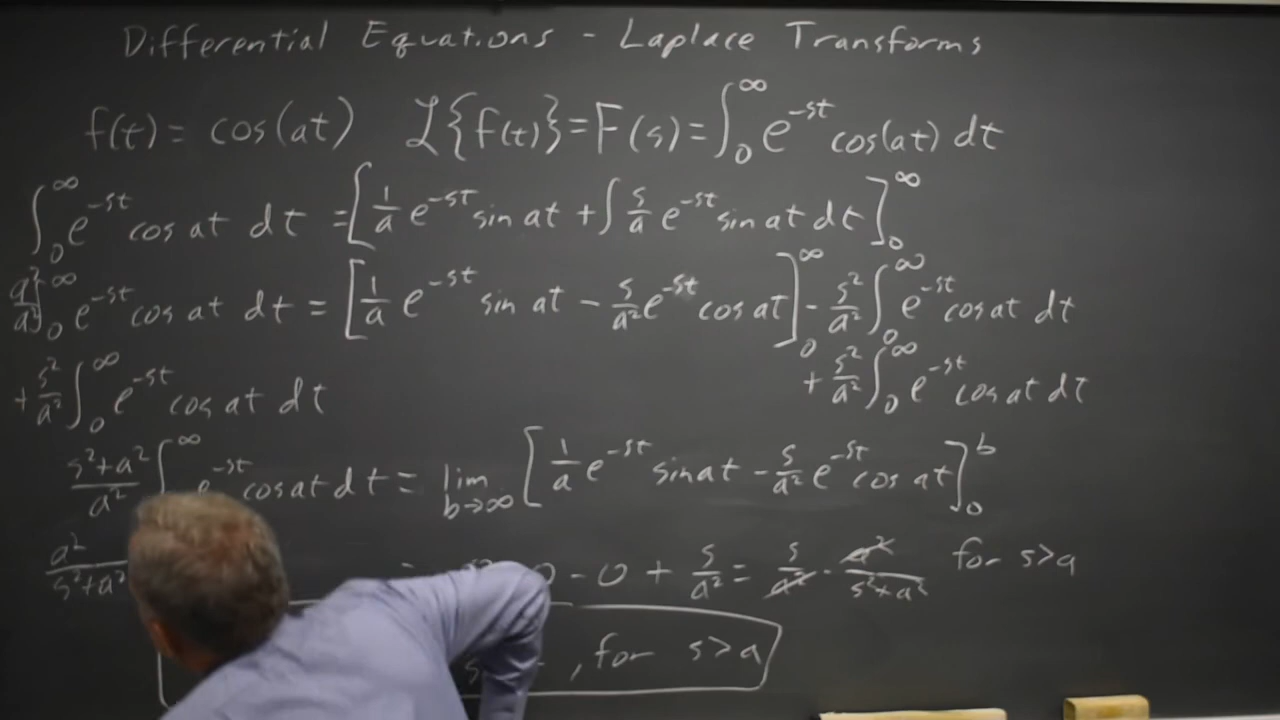 Differential Equations - Laplace Transforms
f(t) = cos(at) ℒ{f(t)} = F(s) = ∫₀^∞ e^{-st} cos(at) dt
∫₀^∞ e^{-st} cos at dt = [1/a e^{-st} sin at + ∫ s/a e^{-st} sin at dt]₀^∞
a²/a² ∫₀^∞ e^{-st} cos at dt = [1/a e^{-st} sin at - s/a² e^{-st} cos at]₀^∞ - s²/a² ∫₀^∞ e^{-st} cos at dt
+ s²/a² ∫₀^∞ e^{-st} cos at dt + s²/a² ∫₀^∞ e^{-st} cos at dt
s²+a²/a² ∫^∞ e^{-st} cos at dt = lim b→∞ [1/a e^{-st} sin at - s/a² e^{-st} cos at]₀^b
a²/s²+a² = 0 - 0 + s/a² = s/a² · a²/s²+a² for s>a
s , for s>a